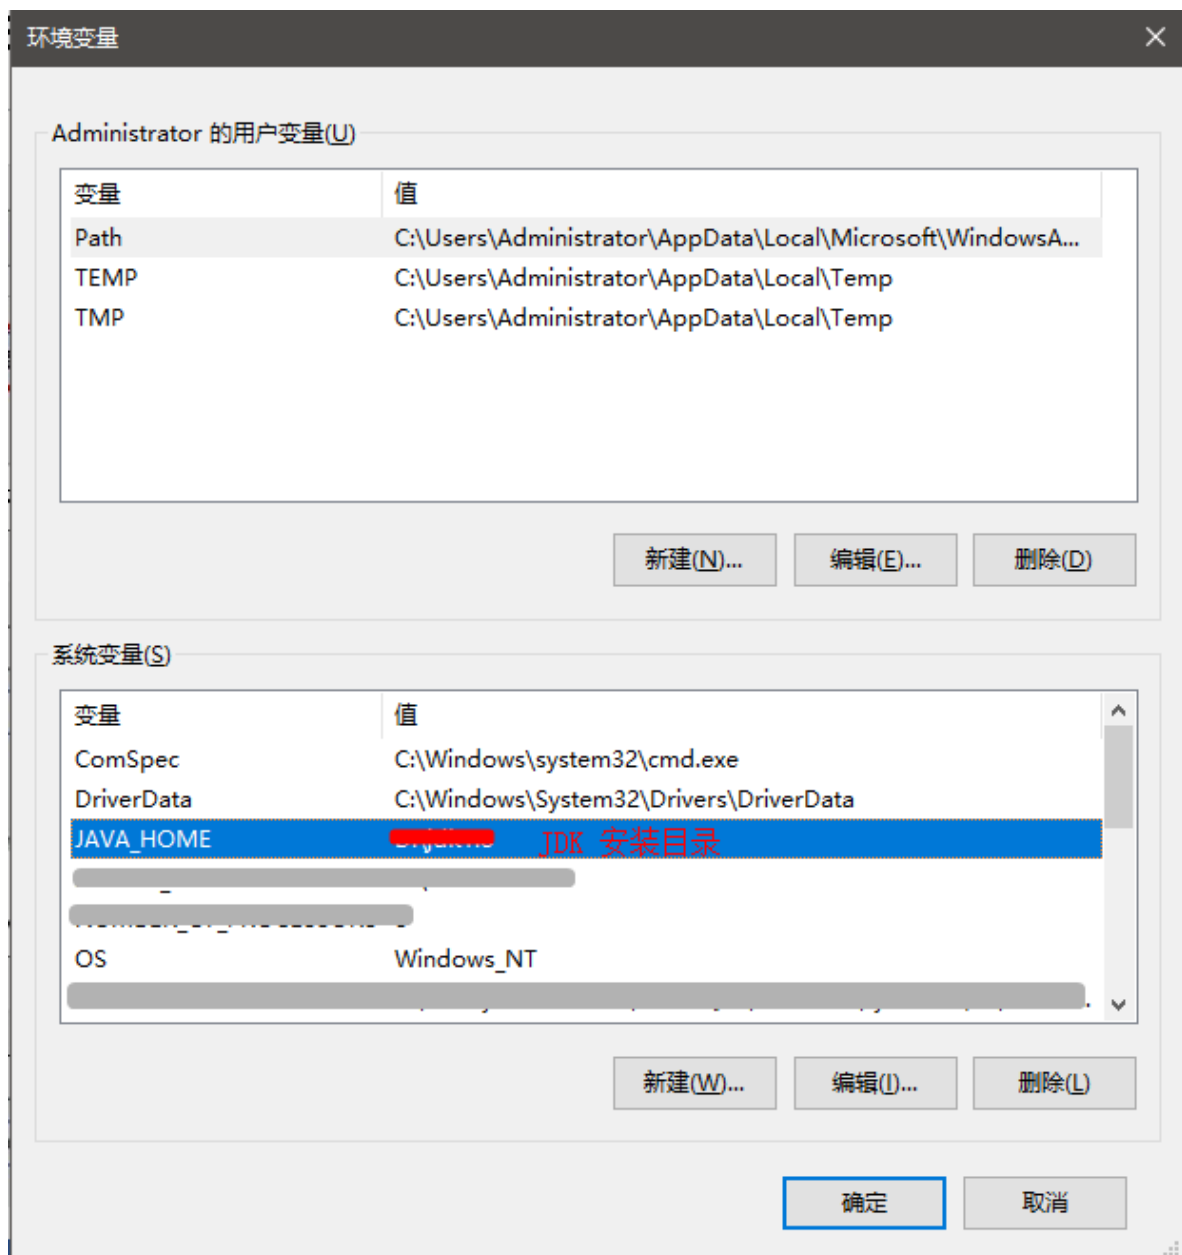 环境变量
Administrator 的用户变量(U)
变量 值
Path C:\Users\Administrator\AppData\Local\Microsoft\WindowsA...
TEMP C:\Users\Administrator\AppData\Local\Temp
TMP C:\Users\Administrator\AppData\Local\Temp
新建(N)... 编辑(E)... 删除(D)
系统变量(S)
变量 值
ComSpec C:\Windows\system32\cmd.exe
DriverData C:\Windows\System32\Drivers\DriverData
JAVA_HOME JDK 安装目录
OS Windows_NT
新建(W)... 编辑(I)... 删除(L)
确定 取消